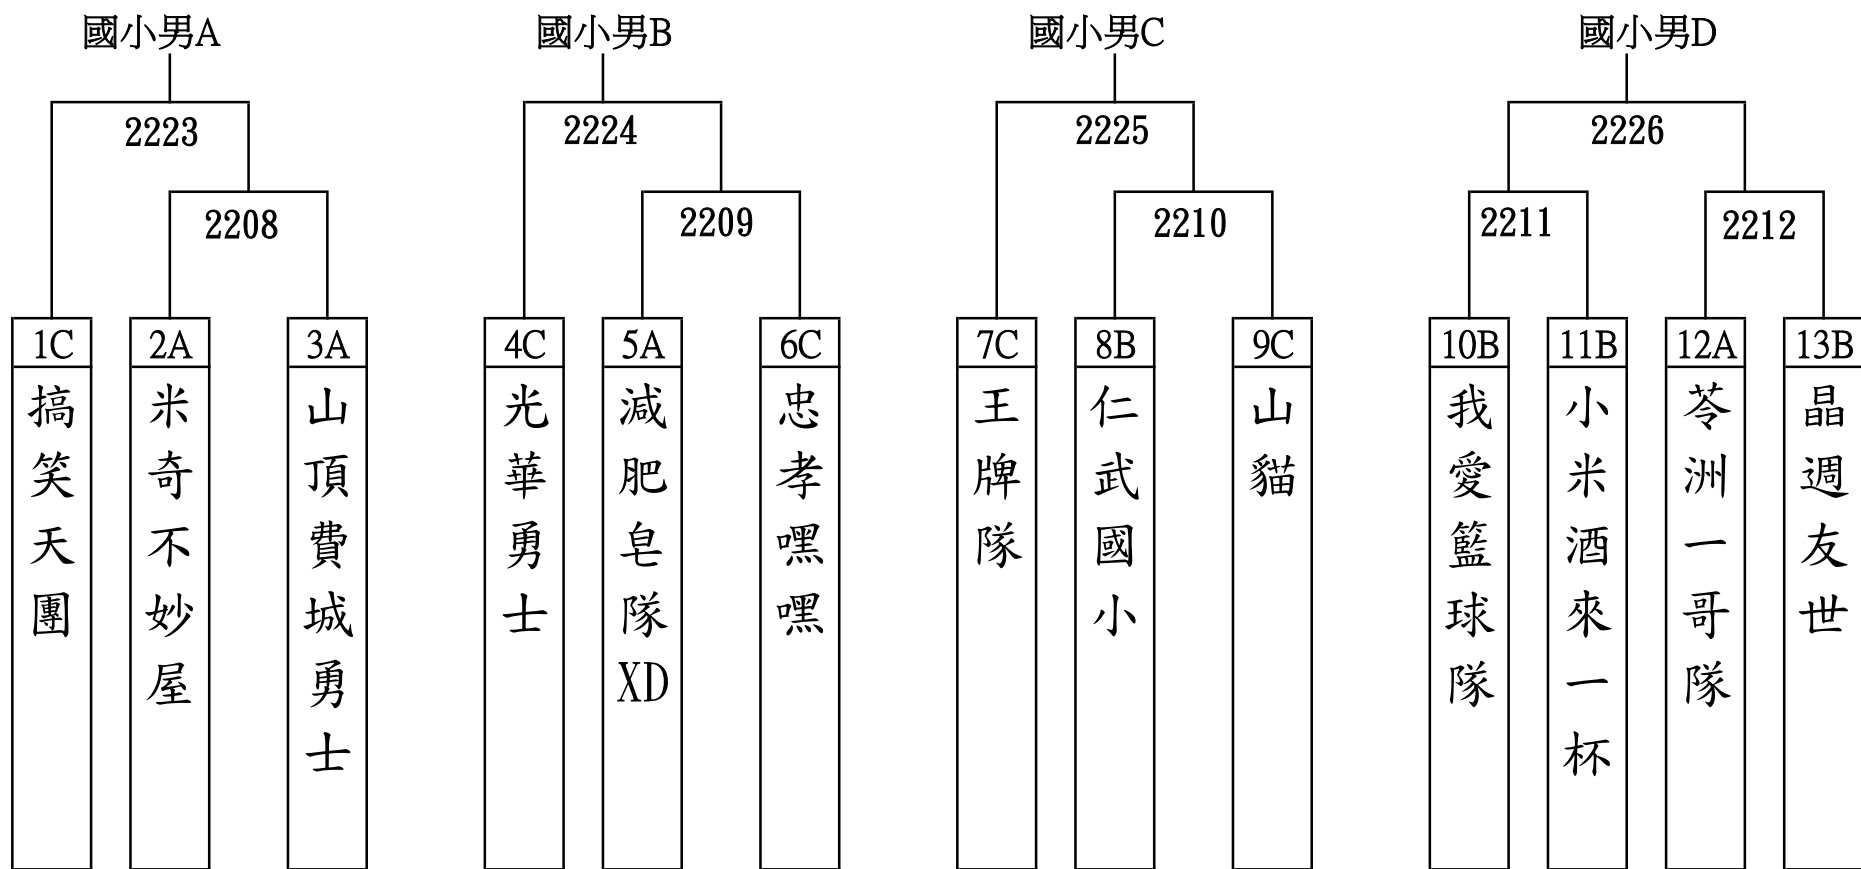 國小男A
國小男B
國小男C
國小男D
2223
2224
2225
2226
2208
2209
2210
2211
2212
1C
2A
3A
4C
5A
6C
7C
8B
9C
10B
11B
12A
13B
搞笑天團
米奇不妙屋
山頂費城勇士
光華勇士
減肥皂隊XD
忠孝嘿嘿
王牌隊
仁武國小
山貓
我愛籃球隊
小米酒來一杯
苓洲一哥隊
晶週友世